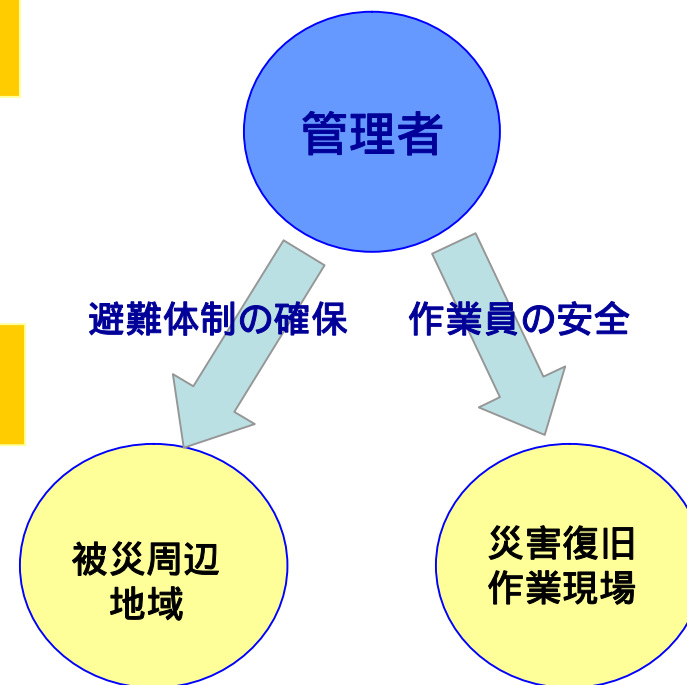 管理者
避難体制の確保
作業員の安全
被災周辺
地域
災害復旧
作業現場